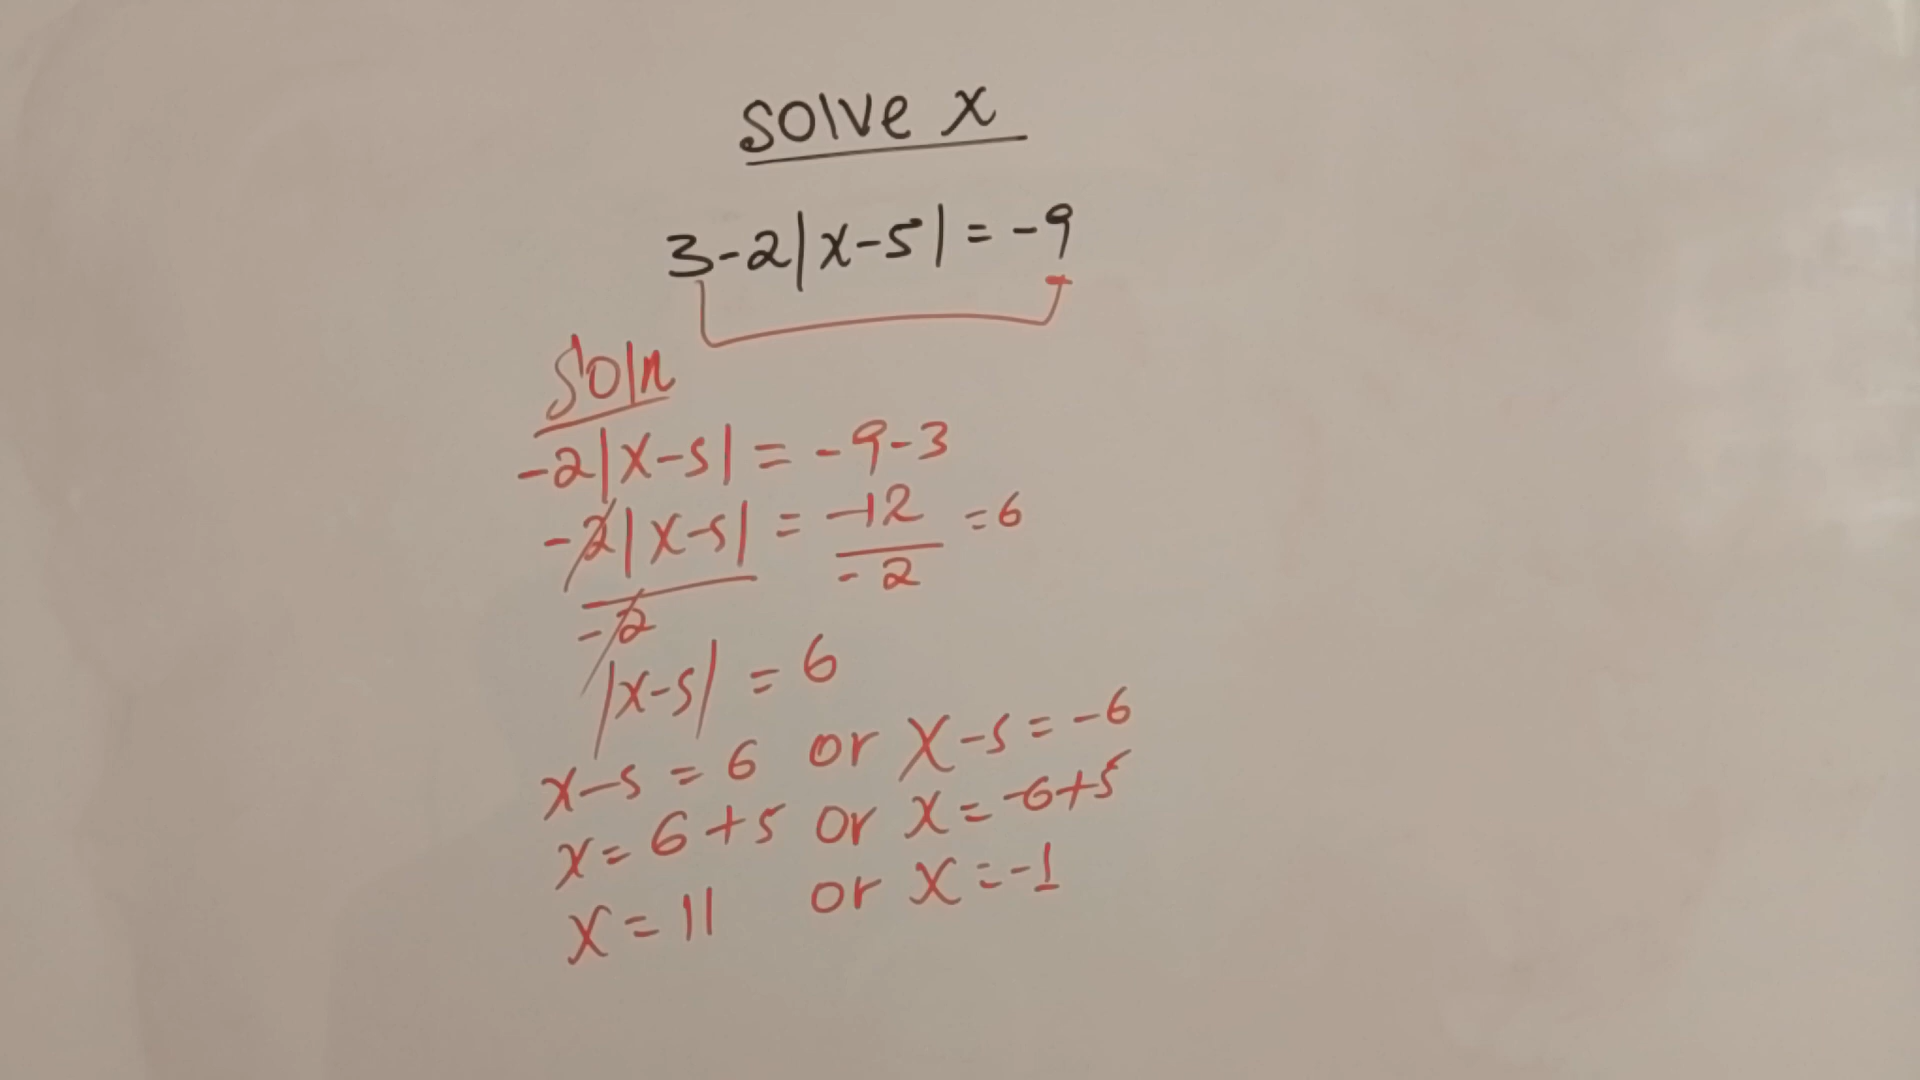 solve x
3-2|x-5| = -9
Soln
-2|x-5| = -9-3
-2|x-5| = -12 = 6
-2 -2
|x-5| = 6
x-5 = 6 or x-5 = -6
x = 6+5 or x = -6+5
x = 11 or x = -1